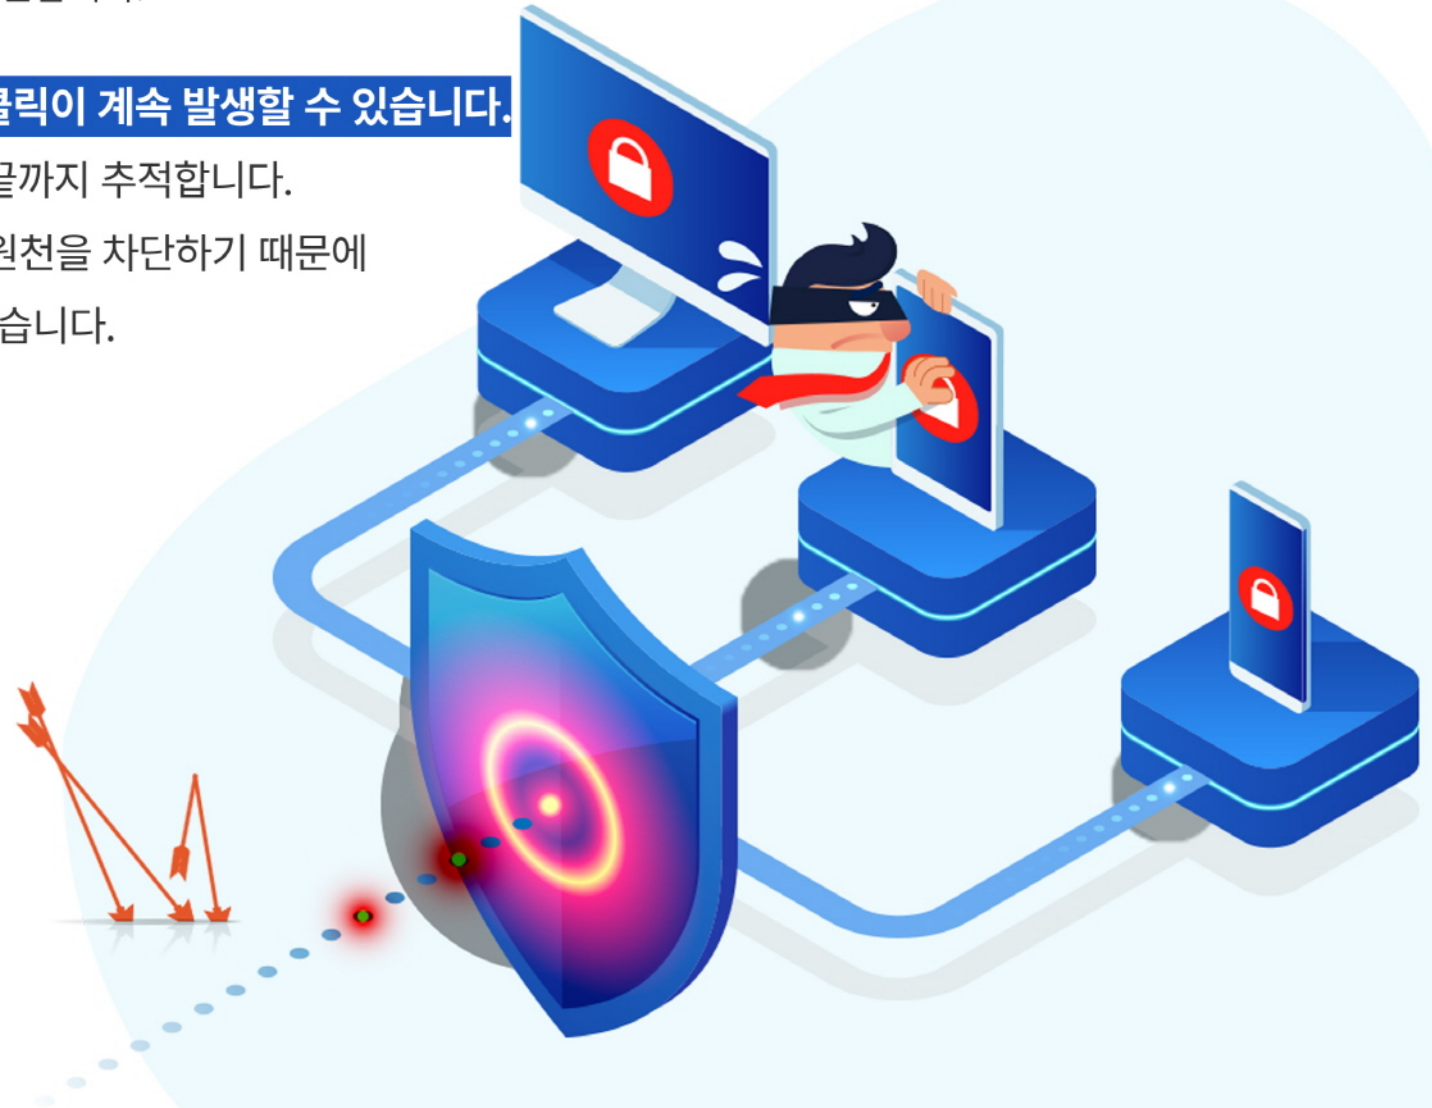 클릭이 계속 발생할 수 있습니다.
끝까지 추적합니다.
원천을 차단하기 때문에
습니다.